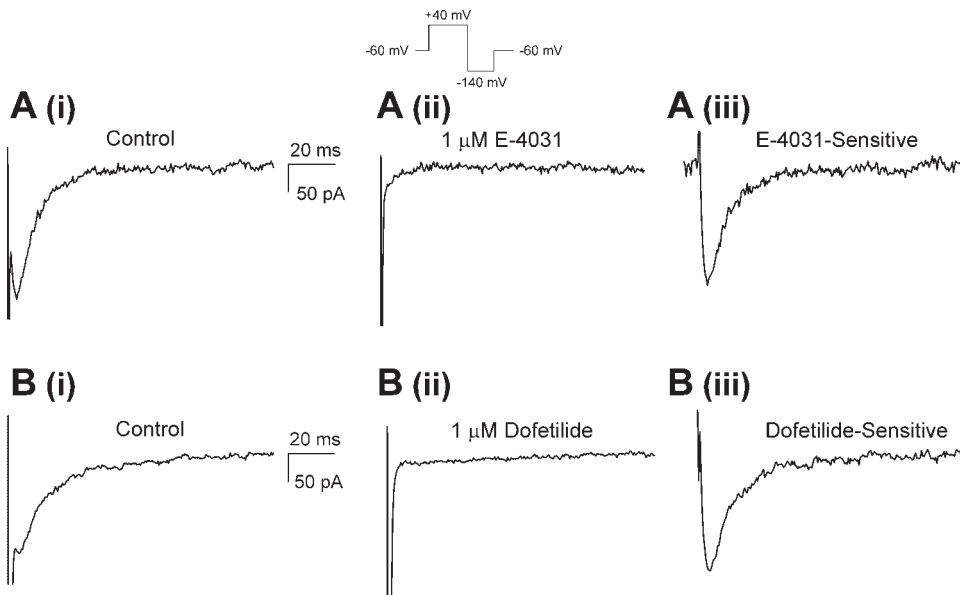 +40 mV
-60 mV
-60 mV
-140 mV
A (i)
A (ii)
A (iii)
Control
1 μM E-4031
E-4031-Sensitive
20 ms
50 pA
B (i)
B (ii)
B (iii)
Control
1 μM Dofetilide
Dofetilide-Sensitive
20 ms
50 pA